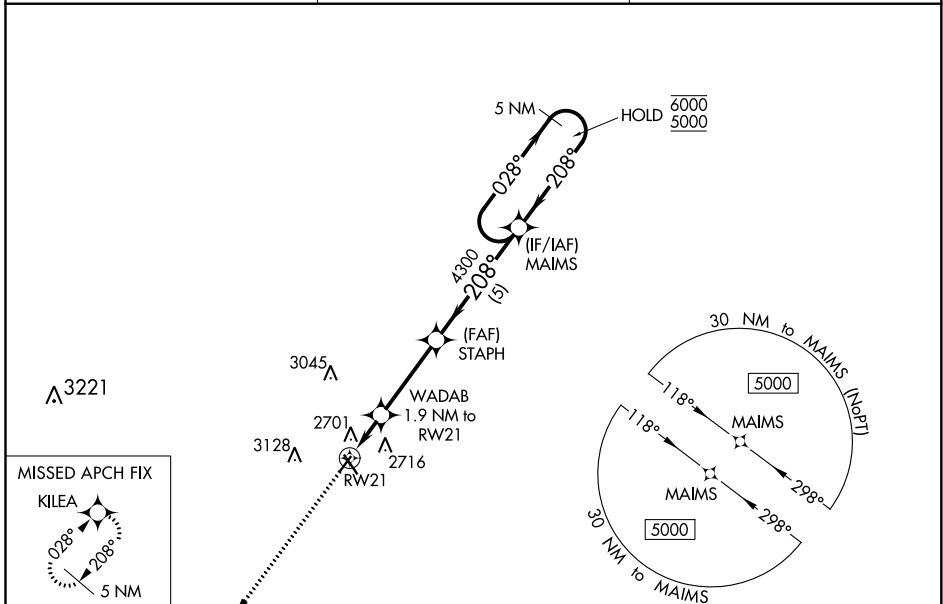 5 NM
HOLD
6000
5000
028°
208°
(IF/IAF)
MAIMS
4300
208°
(5)
(FAF)
STAPH
3045
3221
WADAB
1.9 NM to
RW21
2701
3128
2716
RW21
MISSED APCH FIX
KILEA
028°
208°
5 NM
30 NM to MAIMS (NoPT)
5000
118°
MAIMS
298°
118°
MAIMS
298°
5000
30 NM to MAIMS